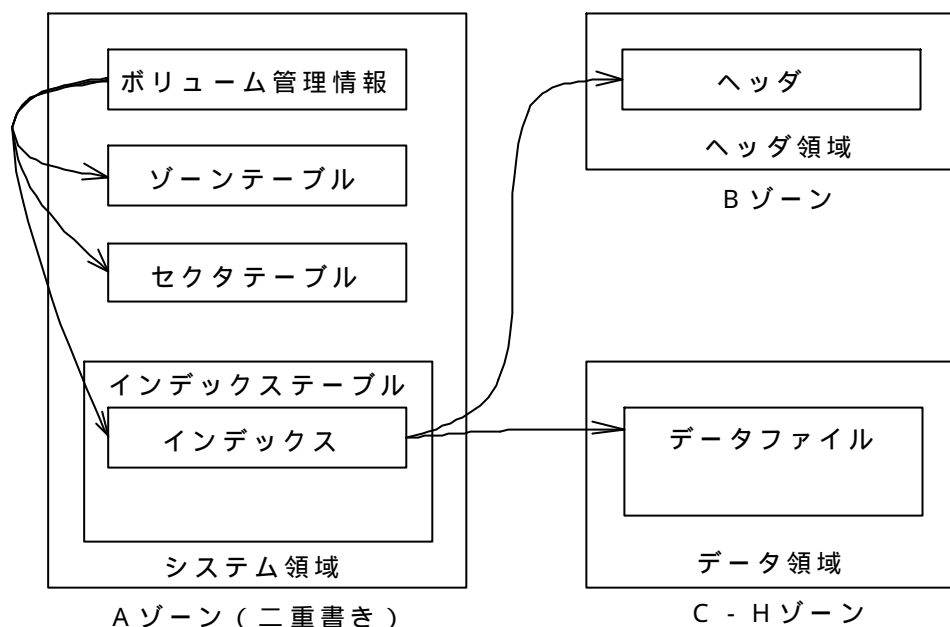 ボリューム管理情報
ゾーンテーブル
セクタテーブル
インデックステーブル
インデックス
システム領域
Aゾーン(二重書き)
ヘッダ
ヘッダ領域
Bゾーン
データファイル
データ領域
C - Hゾーン